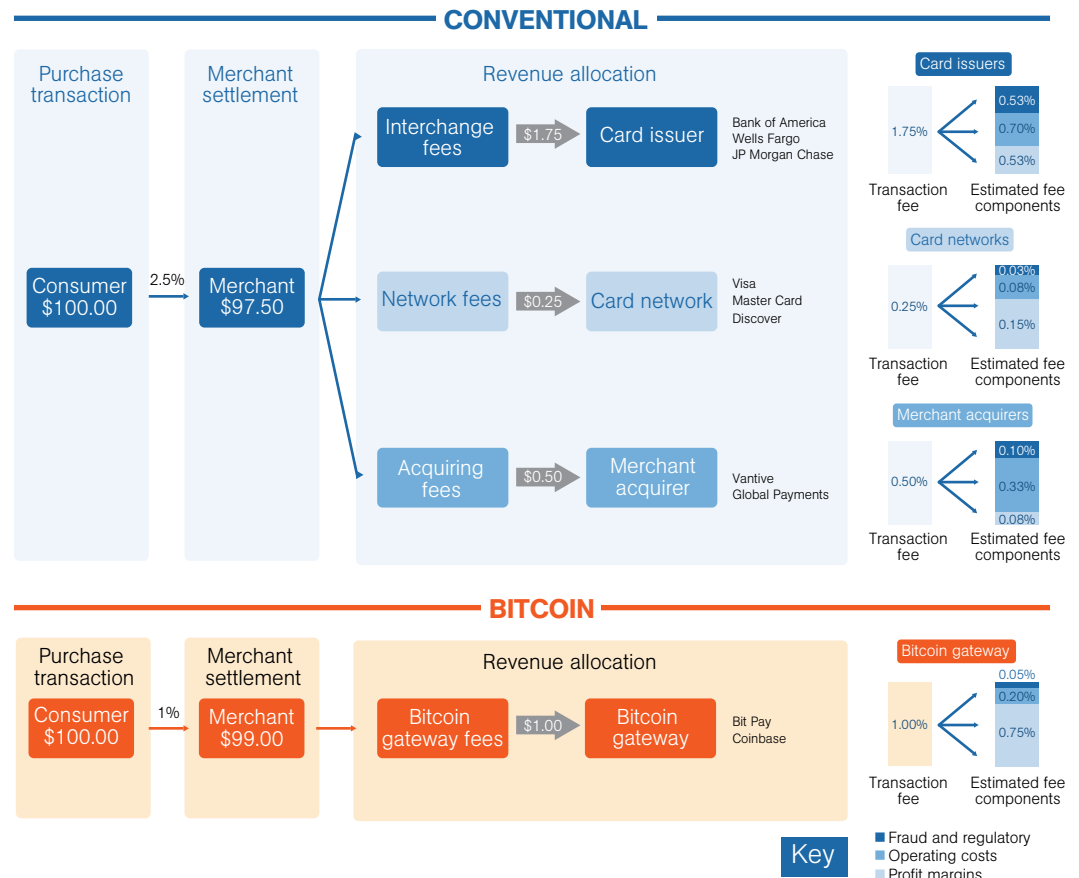 CONVENTIONAL
Purchase
transaction
Merchant
settlement
Revenue allocation
Consumer
$100.00
2.5%
Merchant
$97.50
Interchange
fees
$1.75
Card issuer
Bank of America
Wells Fargo
JP Morgan Chase
Network fees
$0.25
Card network
Visa
Master Card
Discover
Acquiring
fees
$0.50
Merchant
acquirer
Vantive
Global Payments
Card issuers
1.75%
0.53%
0.70%
0.53%
Transaction
fee
Estimated fee
components
Card networks
0.25%
0.03%
0.08%
0.15%
Transaction
fee
Estimated fee
components
Merchant acquirers
0.50%
0.10%
0.33%
0.08%
Transaction
fee
Estimated fee
components
BITCOIN
Purchase
transaction
Merchant
settlement
Revenue allocation
Consumer
$100.00
1%
Merchant
$99.00
Bitcoin
gateway fees
$1.00
Bitcoin
gateway
Bit Pay
Coinbase
Bitcoin gateway
1.00%
0.05%
0.20%
0.75%
Transaction
fee
Estimated fee
components
Key
Fraud and regulatory
Operating costs
Profit margins